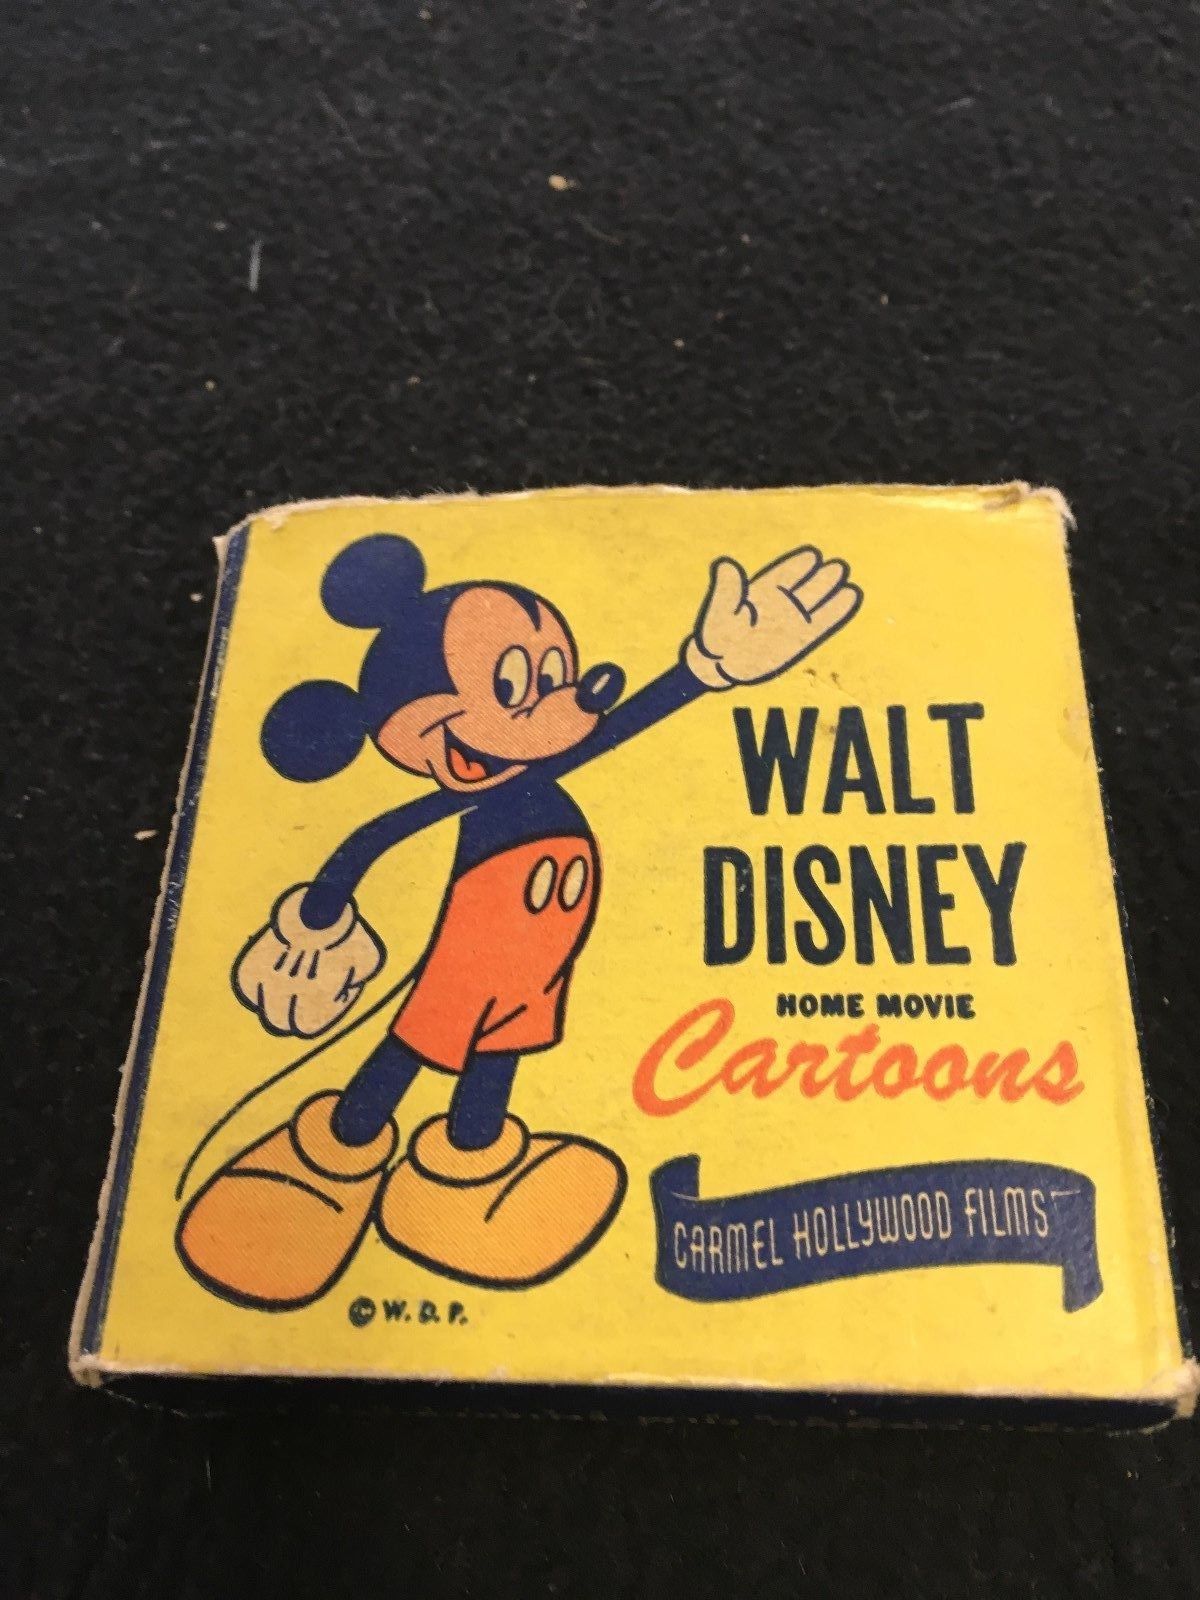 WALT
DISNEY
HOME MOVIE
Cartoons
CARMEL HOLLYWOOD FILMS
© W. D. P.